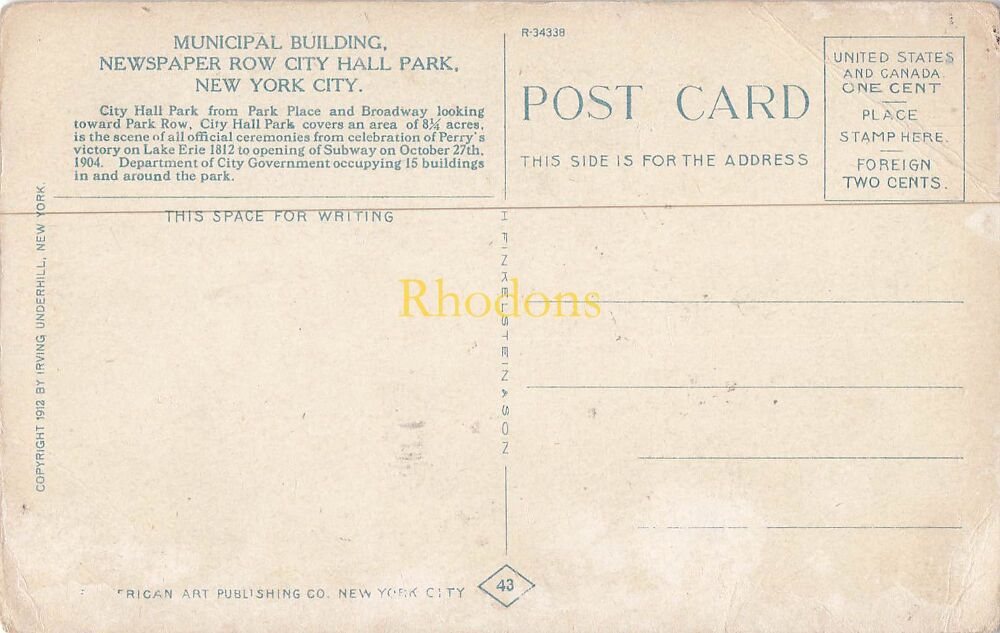 MUNICIPAL BUILDING,
NEWSPAPER ROW CITY HALL PARK,
NEW YORK CITY.
City Hall Park from Park Place and Broadway looking
toward Park Row, City Hall Park covers an area of 8¼ acres,
is the scene of all official ceremonies from celebration of Perry's
victory on Lake Erie 1812 to opening of Subway on October 27th,
1904. Department of City Government occupying 15 buildings
in and around the park.
THIS SPACE FOR WRITING
COPYRIGHT 1912 BY IRVING UNDERHILL, NEW YORK.
RICAN ART PUBLISHING CO. NEW YORK CITY
H FINKELSTEIN & SON
43
R-34338
POST CARD
THIS SIDE IS FOR THE ADDRESS
UNITED STATES
AND CANADA.
ONE CENT
PLACE
STAMP HERE.
FOREIGN
TWO CENTS.
Rhodons